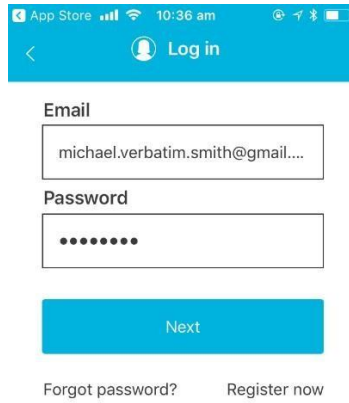 App Store 10:36 am
Log in
Email
michael.verbatim.smith@gmail....
Password
••••••••
Next
Forgot password? Register now